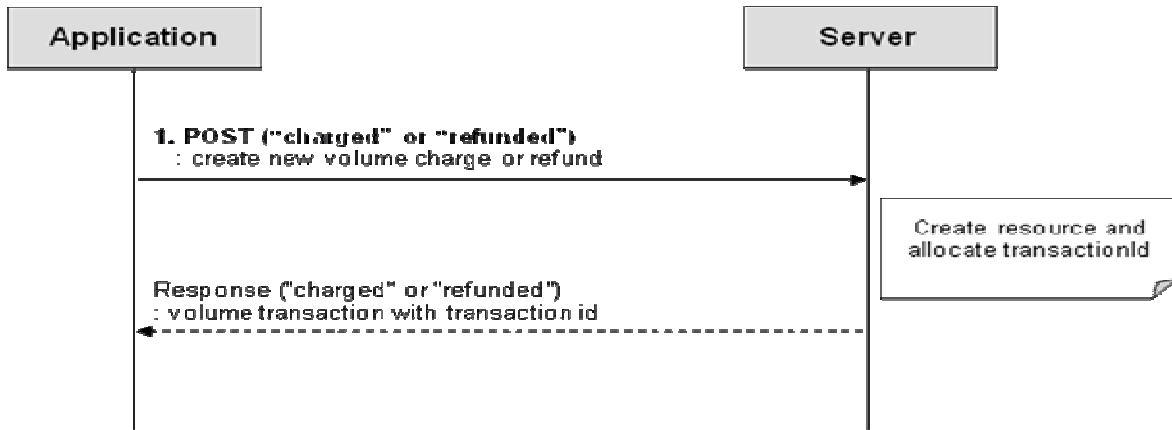 Application
Server
1. POST ("charged" or "refunded")
: create new volume charge or refund
Create resource and
allocate transactionId
Response ("charged" or "refunded")
: volume transaction with transaction id